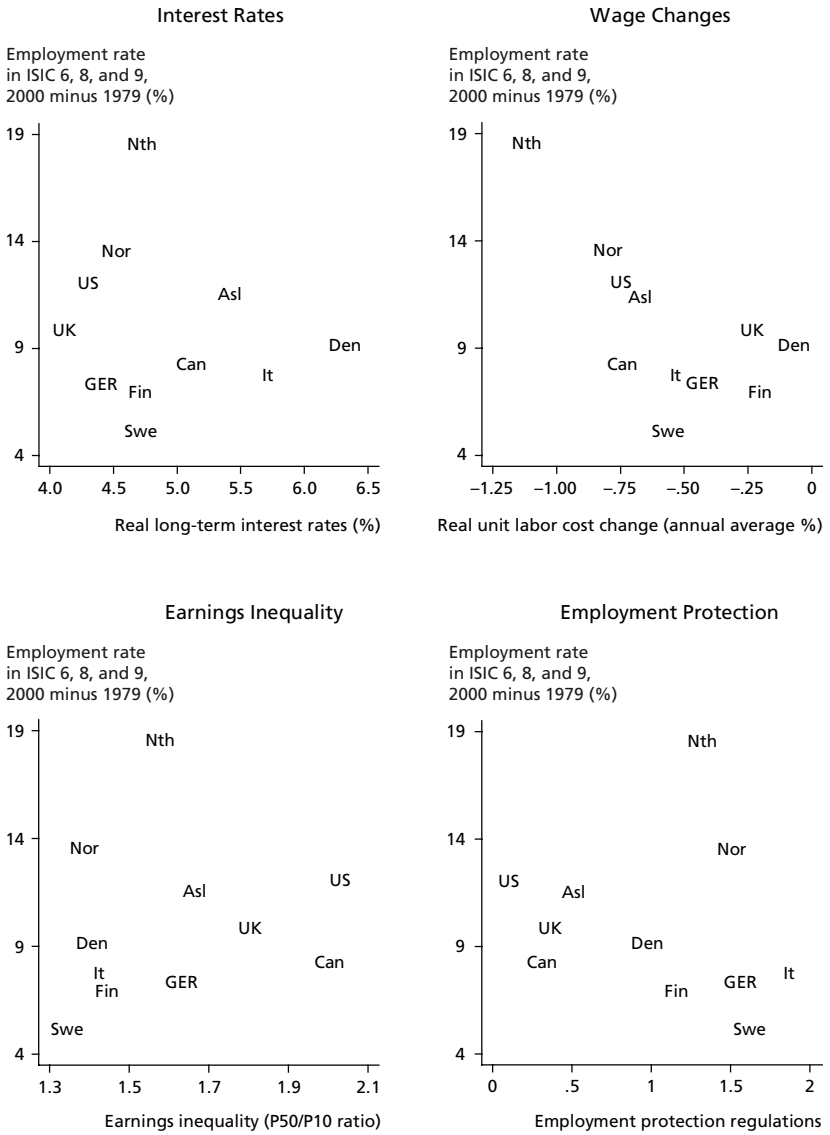 Interest Rates
Employment rate
in ISIC 6, 8, and 9,
2000 minus 1979 (%)
19
Nth
14
Nor
US
Asl
UK
9
Den
Can
It
GER
Fin
Swe
4
4.0 4.5 5.0 5.5 6.0 6.5
Real long-term interest rates (%)
Wage Changes
Employment rate
in ISIC 6, 8, and 9,
2000 minus 1979 (%)
19
Nth
14
Nor
US
Asl
UK
9
Den
Can
It
GER
Fin
Swe
4
−1.25 −1.00 −.75 −.50 −.25 0
Real unit labor cost change (annual average %)
Earnings Inequality
Employment rate
in ISIC 6, 8, and 9,
2000 minus 1979 (%)
19
Nth
14
Nor
US
Asl
UK
9
Den
Can
It
GER
Fin
Swe
4
1.3 1.5 1.7 1.9 2.1
Earnings inequality (P50/P10 ratio)
Employment Protection
Employment rate
in ISIC 6, 8, and 9,
2000 minus 1979 (%)
19
Nth
14
Nor
US
Asl
UK
9
Den
Can
It
GER
Fin
Swe
4
0 .5 1 1.5 2
Employment protection regulations